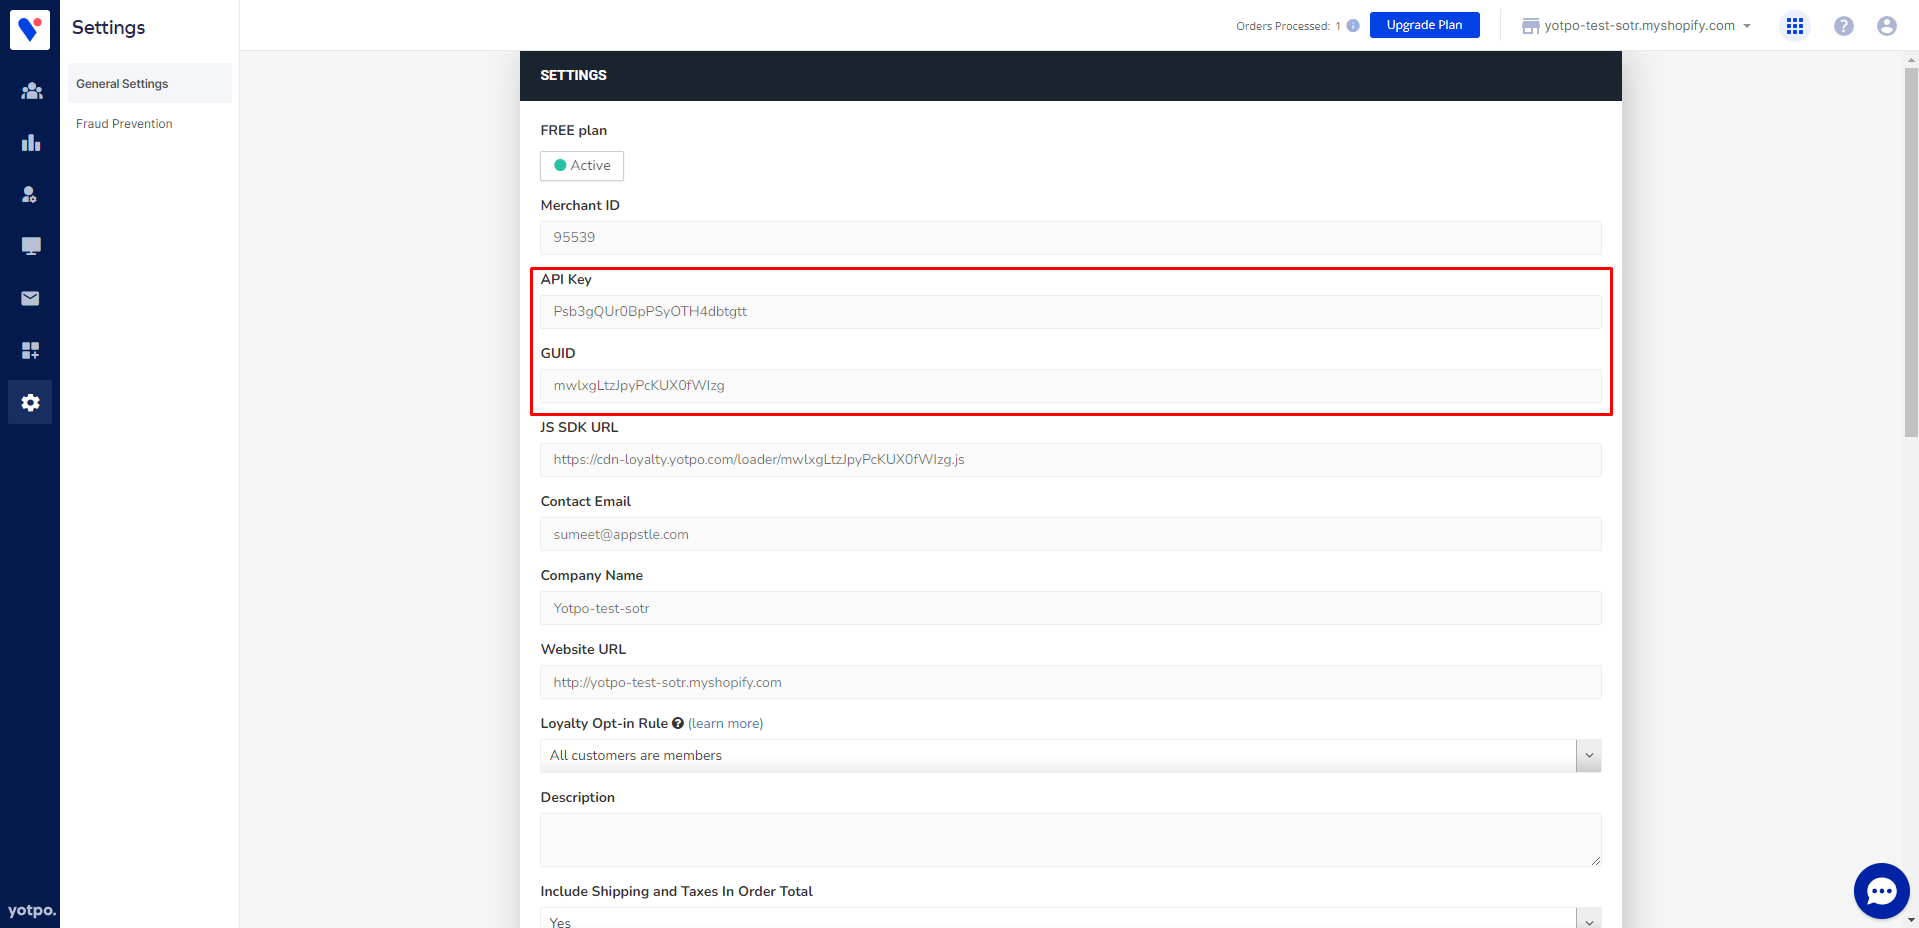 Settings
Orders Processed: 1
Upgrade Plan
yotpo-test-sotr.myshopify.com
General Settings
Fraud Prevention
SETTINGS
FREE plan
Active
Merchant ID
95539
API Key
Psb3gQUr0BpPSyOTH4dbtgtt
GUID
mwlxgLtzJpyPcKUX0fWIzg
JS SDK URL
https://cdn-loyalty.yotpo.com/loader/mwlxgLtzJpyPcKUX0fWIzg.js
Contact Email
sumeet@appstle.com
Company Name
Yotpo-test-sotr
Website URL
http://yotpo-test-sotr.myshopify.com
Loyalty Opt-in Rule (learn more)
All customers are members
Description
Include Shipping and Taxes In Order Total
Yes
yotpo.